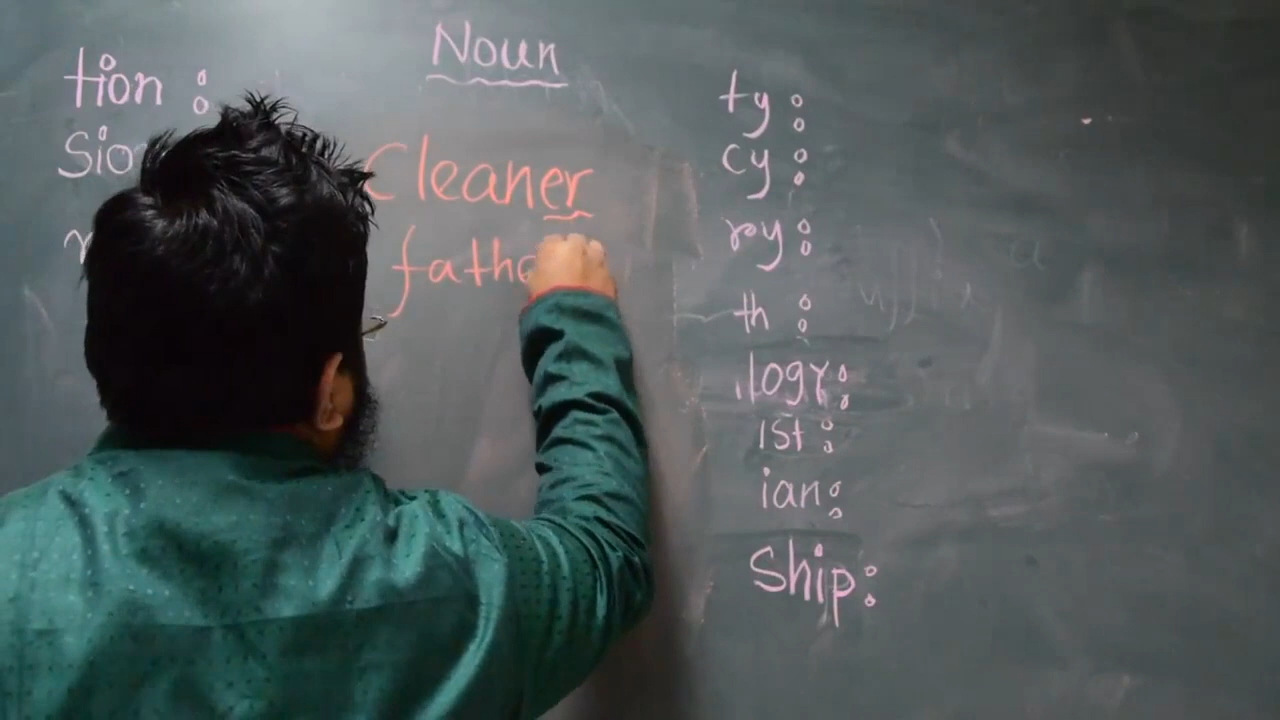 Noun
tion :
Sion
Cleaner
fathe
ty :
cy :
ry :
th :
logy:
ist :
ian:
Ship: